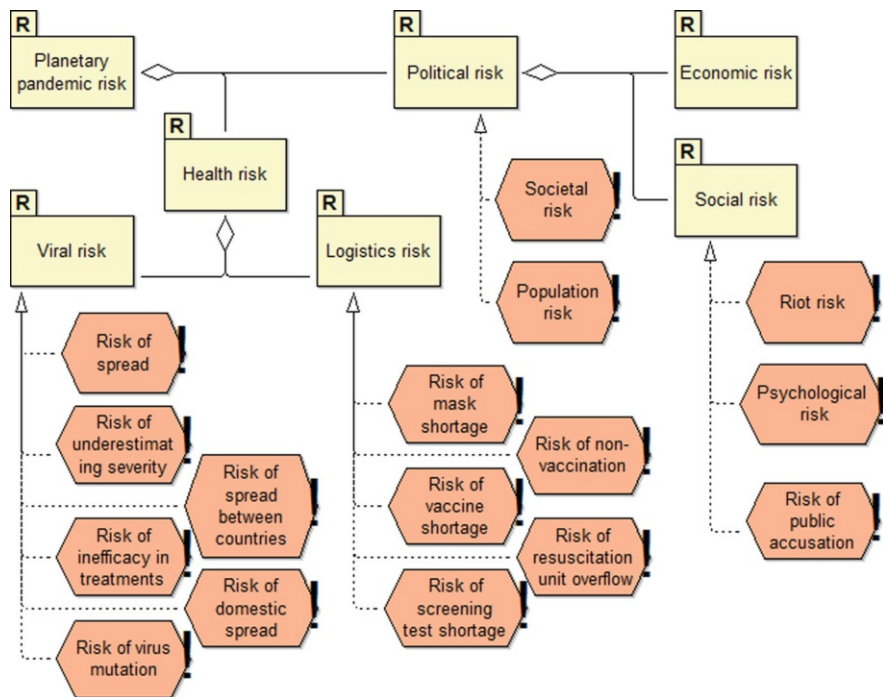 R
Planetary
pandemic risk
R
Political risk
R
Economic risk
R
Health risk
R
Social risk
R
Viral risk
R
Logistics risk
Societal
risk
Population
risk
Riot risk
Psychological
risk
Risk of
public
accusation
Risk of
spread
Risk of
underestimat
ing severity
Risk of
spread
between
countries
Risk of
inefficacy in
treatments
Risk of
domestic
spread
Risk of virus
mutation
Risk of
mask
shortage
Risk of non-
vaccination
Risk of
vaccine
shortage
Risk of
resuscitation
unit overflow
Risk of
screening
test shortage